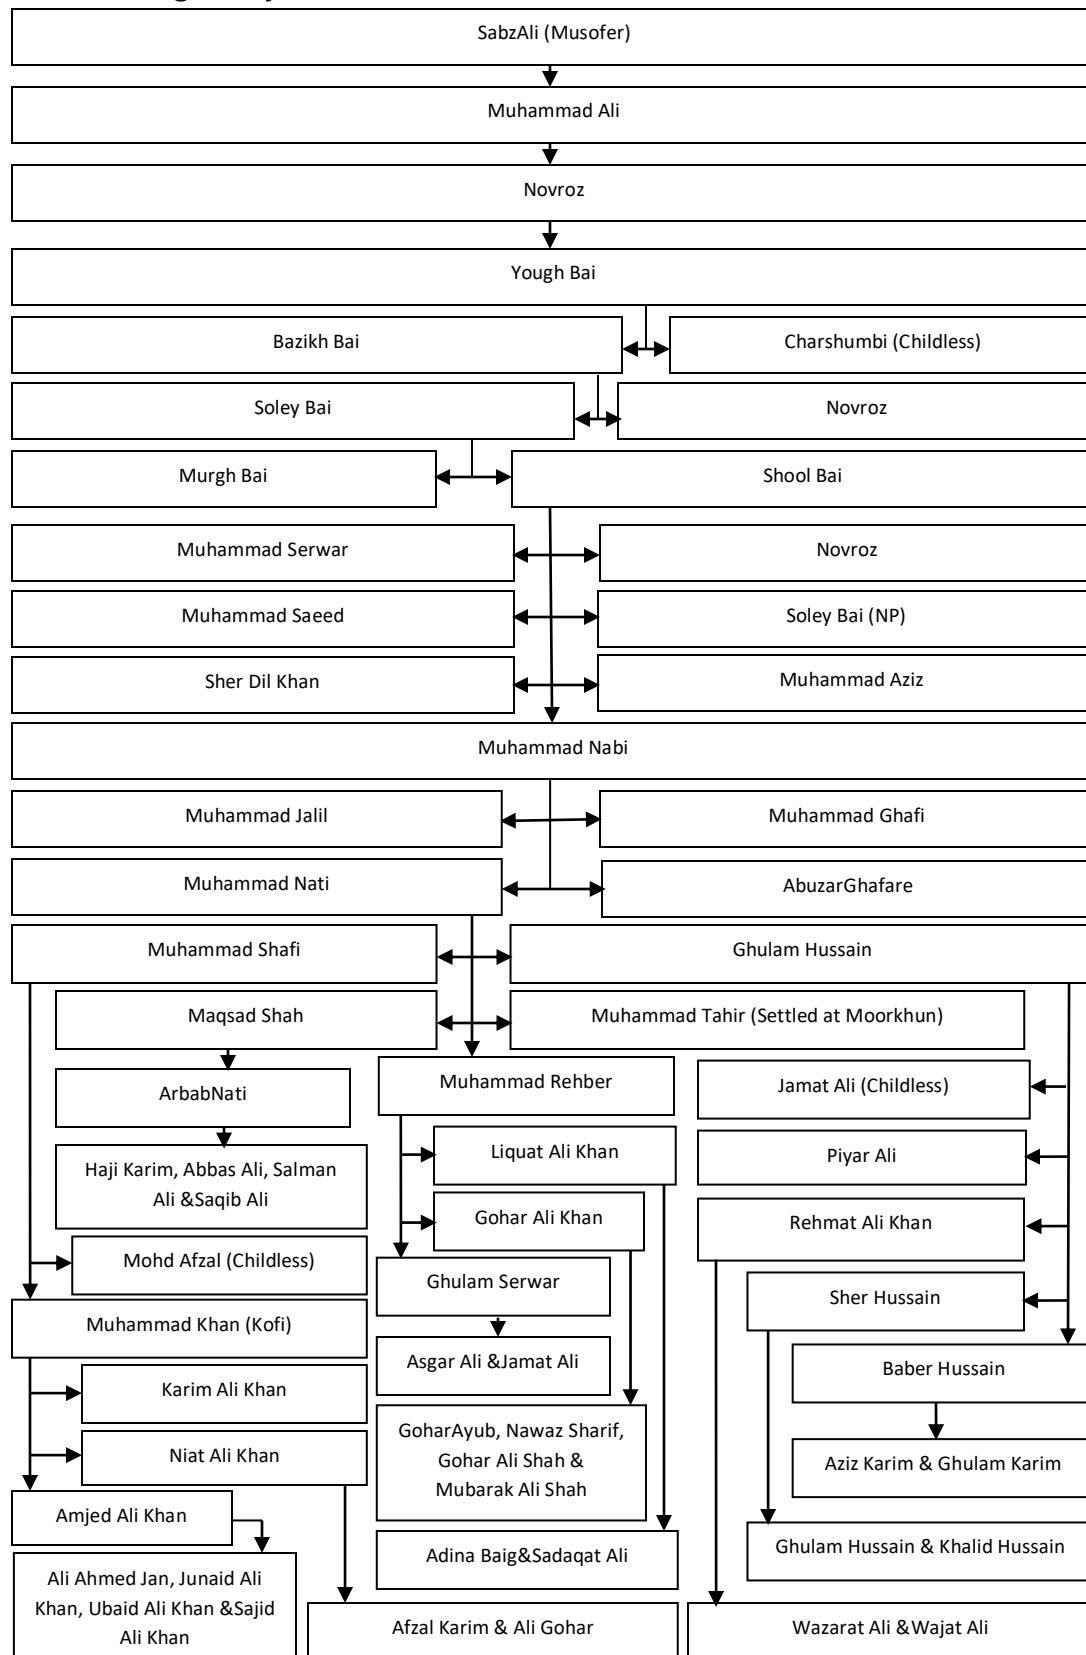 SabzAli (Musofer)
Muhammad Ali
Novroz
Yough Bai
Bazikh Bai
Charshumbi (Childless)
Soley Bai
Novroz
Murgh Bai
Shool Bai
Muhammad Serwar
Novroz
Muhammad Saeed
Soley Bai (NP)
Sher Dil Khan
Muhammad Aziz
Muhammad Nabi
Muhammad Jalil
Muhammad Ghafi
Muhammad Nati
AbuzarGhafare
Muhammad Shafi
Ghulam Hussain
Maqsad Shah
Muhammad Tahir (Settled at Moorkhun)
ArbabNati
Muhammad Rehber
Jamat Ali (Childless)
Haji Karim, Abbas Ali, Salman
Ali &Saqib Ali
Liquat Ali Khan
Piyar Ali
Gohar Ali Khan
Rehmat Ali Khan
Mohd Afzal (Childless)
Ghulam Serwar
Sher Hussain
Muhammad Khan (Kofi)
Asgar Ali &Jamat Ali
Baber Hussain
Karim Ali Khan
GoharAyub, Nawaz Sharif,
Gohar Ali Shah &
Mubarak Ali Shah
Niat Ali Khan
Aziz Karim & Ghulam Karim
Amjed Ali Khan
Adina Baig&Sadaqat Ali
Ghulam Hussain & Khalid Hussain
Ali Ahmed Jan, Junaid Ali
Khan, Ubaid Ali Khan &Sajid
Ali Khan
Afzal Karim & Ali Gohar
Wazarat Ali &Wajat Ali